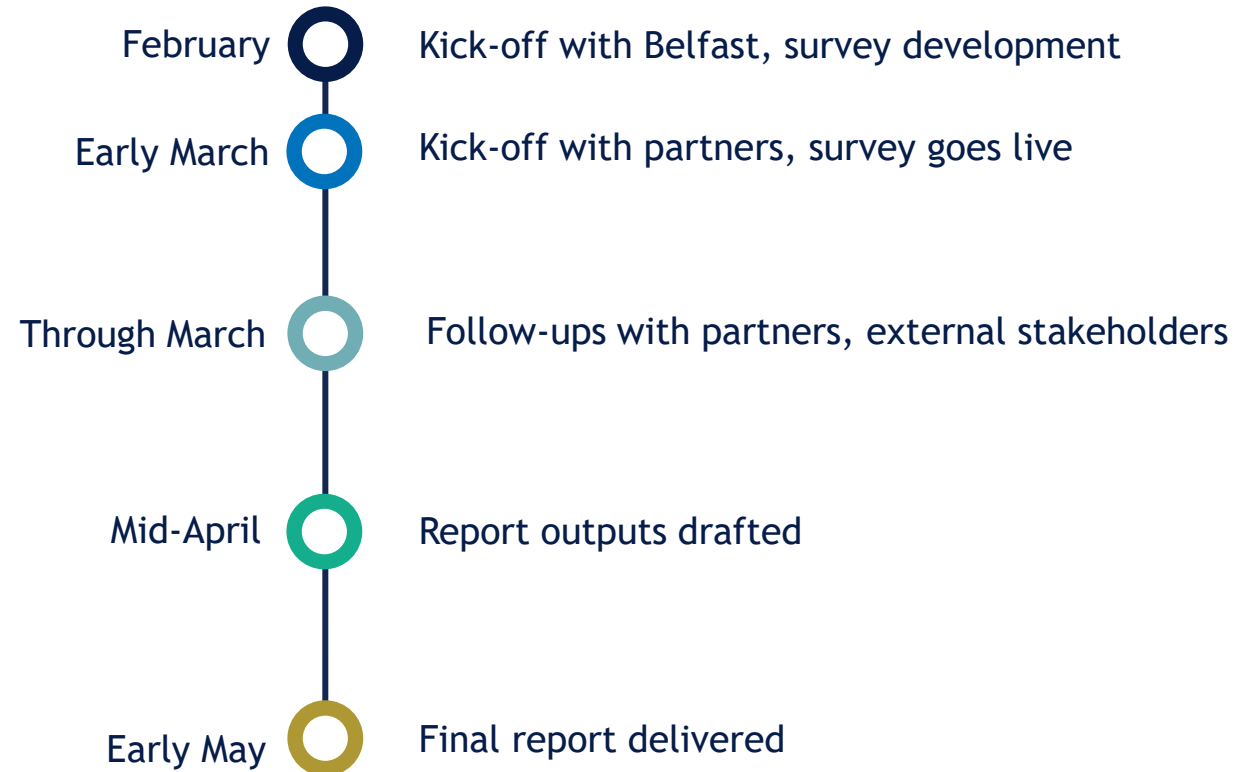 February
Kick-off with Belfast, survey development
Early March
Kick-off with partners, survey goes live
Through March
Follow-ups with partners, external stakeholders
Mid-April
Report outputs drafted
Early May
Final report delivered